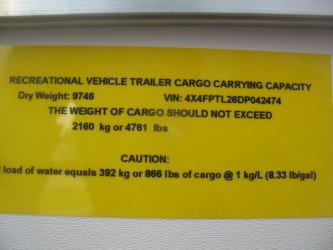 RECREATIONAL VEHICLE TRAILER CARGO CARRYING CAPACITY
Dry Weight: 9746 VIN: 4X4FPTL26DP042474
THE WEIGHT OF CARGO SHOULD NOT EXCEED
2160 kg or 4761 lbs
CAUTION:
load of water equals 392 kg or 866 lbs of cargo @ 1 kg/L (8.33 lb/gal)